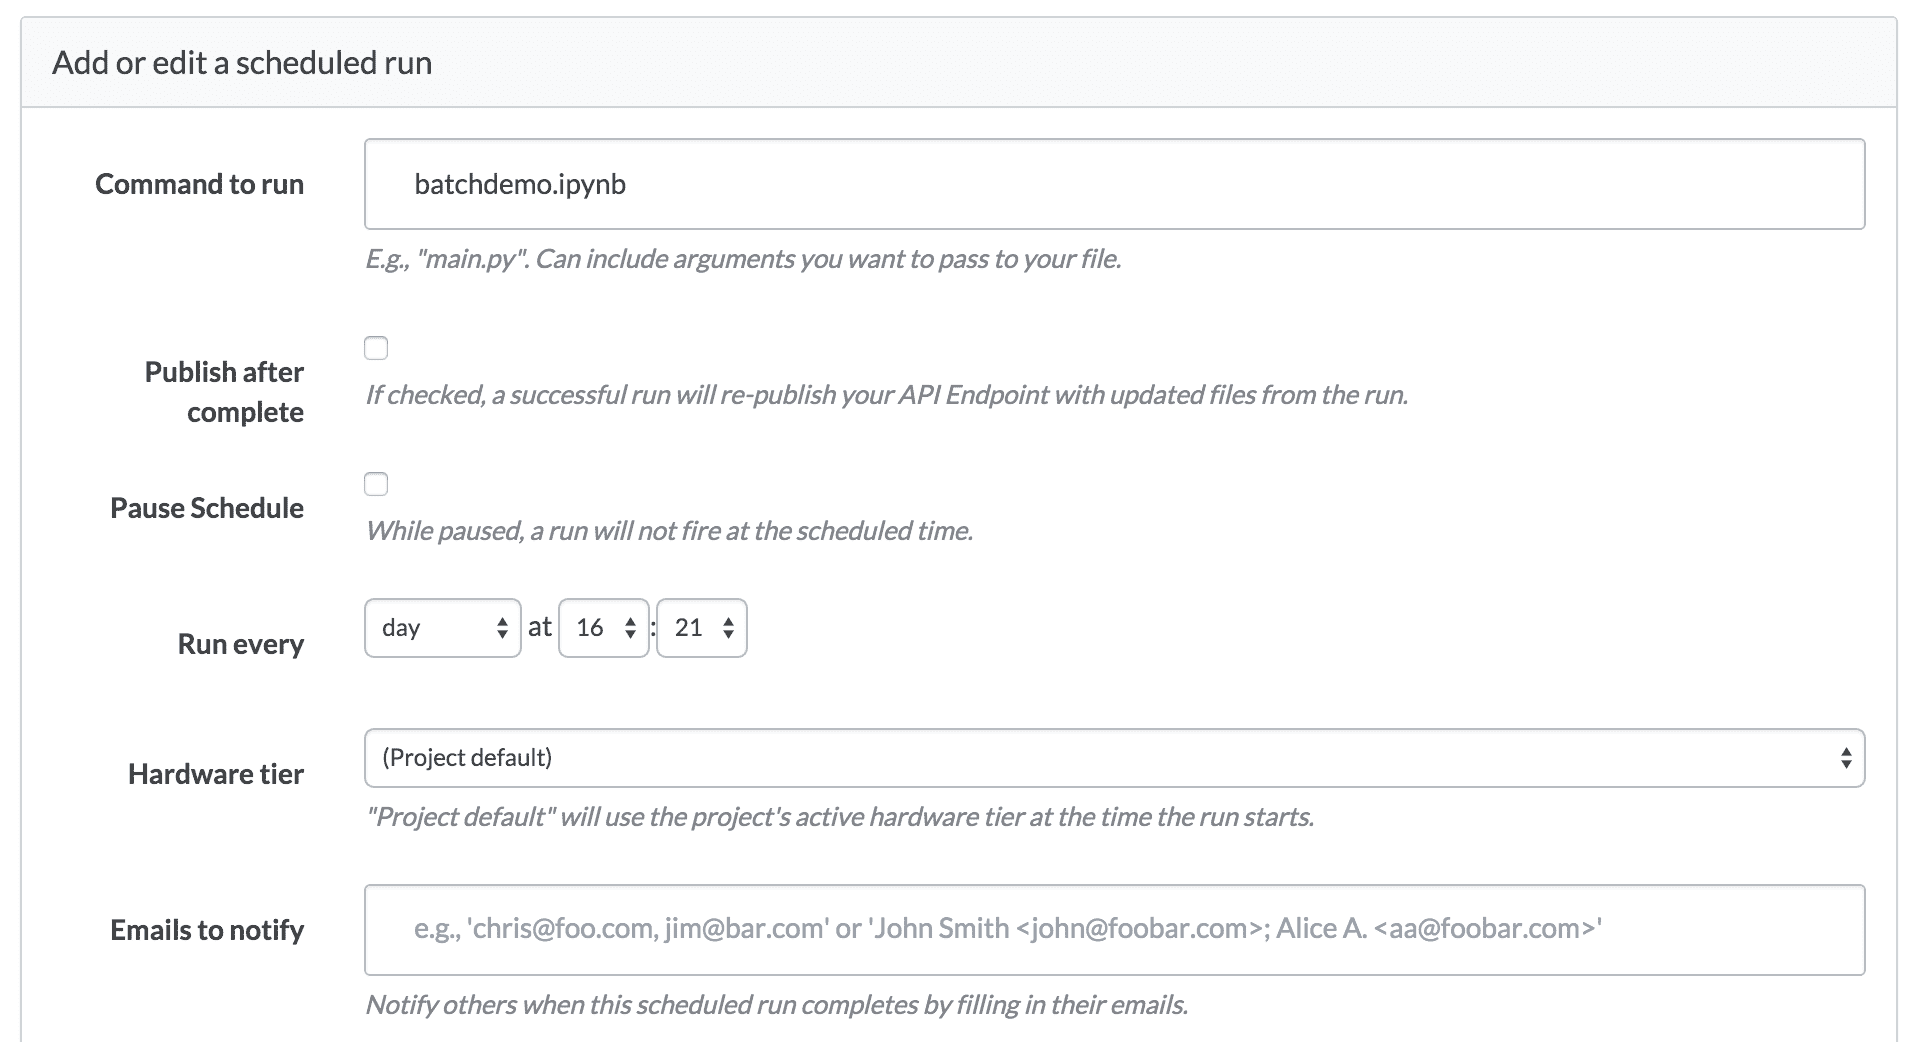 Add or edit a scheduled run
Command to run
batchdemo.ipynb
E.g., "main.py". Can include arguments you want to pass to your file.
Publish after
complete
If checked, a successful run will re-publish your API Endpoint with updated files from the run.
Pause Schedule
While paused, a run will not fire at the scheduled time.
Run every
day at 16 : 21
Hardware tier
(Project default)
"Project default" will use the project's active hardware tier at the time the run starts.
Emails to notify
e.g., 'chris@foo.com, jim@bar.com' or 'John Smith <john@foobar.com>; Alice A. <aa@foobar.com>'
Notify others when this scheduled run completes by filling in their emails.